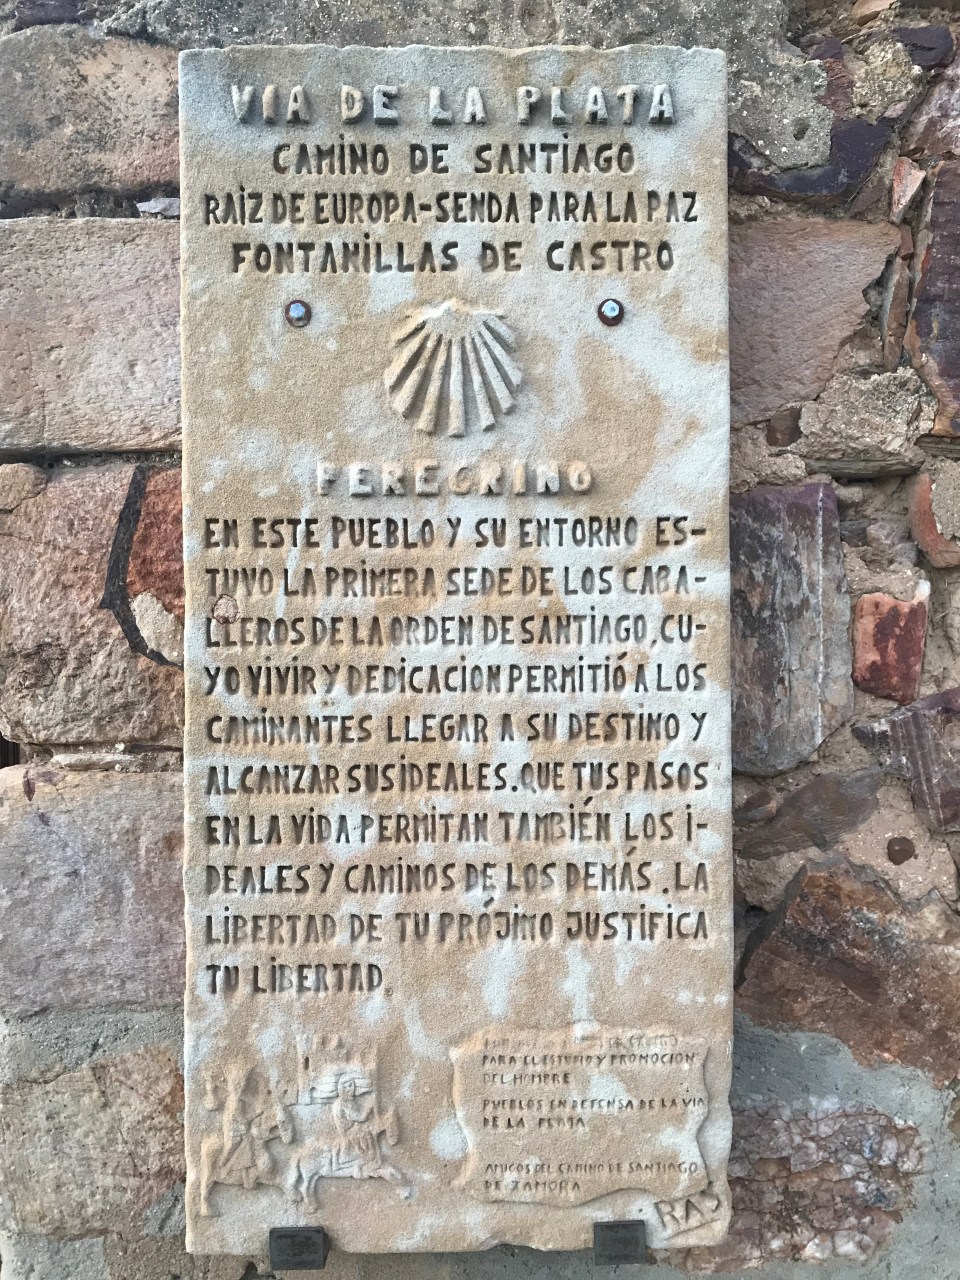 VIA DE LA PLATA
CAMINO DE SANTIAGO
RAIZ DE EUROPA-SENDA PARA LA PAZ
FONTANILLAS DE CASTRO
PEREGRINO
EN ESTE PUEBLO Y SU ENTORNO ES-
TUVO LA PRIMERA SEDE DE LOS CABA-
LLEROS DE LA ORDEN DE SANTIAGO, CU-
YO VIVIR Y DEDICACION PERMITIÓ A LOS
CAMINANTES LLEGAR A SU DESTINO Y
ALCANZAR SUS IDEALES. QUE TUS PASOS
EN LA VIDA PERMITAN TAMBIÉN LOS I-
DEALES Y CAMINOS DE LOS DEMÁS. LA
LIBERTAD DE TU PRÓJIMO JUSTIFICA
TU LIBERTAD.
PARA EL ESTUDIO Y PROMOCION
DEL HOMBRE
PUEBLOS EN DEFENSA DE LA VIA
DE LA PLATA
AMIGOS DEL CAMINO DE SANTIAGO
DE ZAMORA
RAS